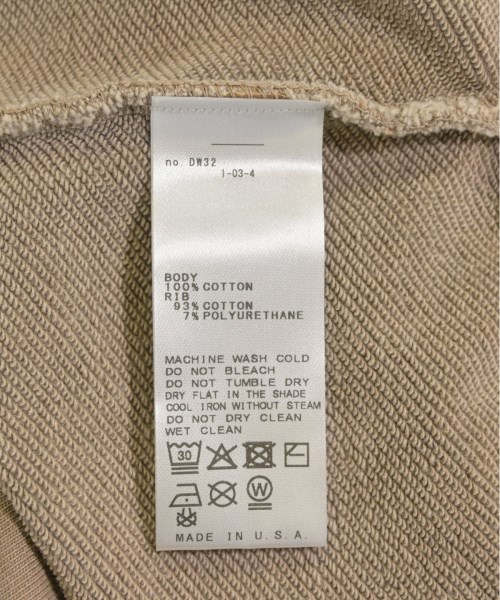 no. DW32
1-03-4
BODY
100% COTTON
RIB
93% COTTON
7% POLYURETHANE
MACHINE WASH COLD
DO NOT BLEACH
DO NOT TUMBLE DRY
DRY FLAT IN THE SHADE
COOL IRON WITHOUT STEAM
DO NOT DRY CLEAN
WET CLEAN
30
W
MADE IN U.S.A.